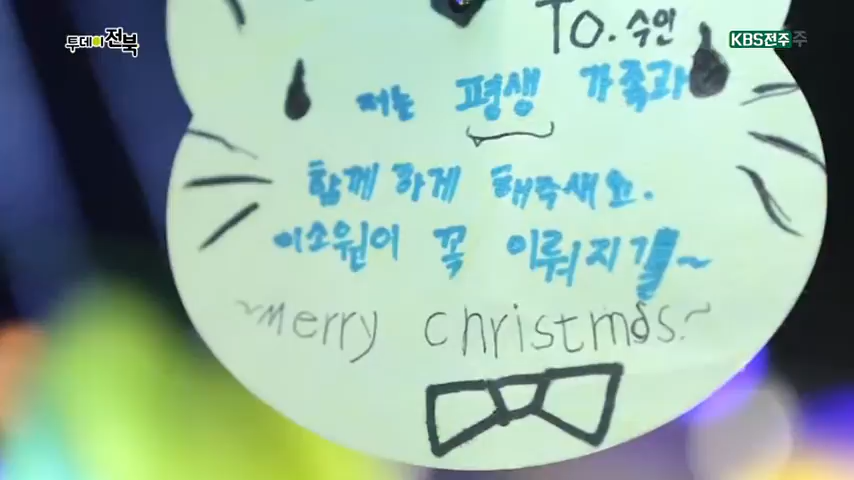 투데이전북
KBS전주
To. 수인
저는 평생 가족과
함께 하게 해주세요.
이소원이 꼭 이뤄지길~
~Merry christmas.~